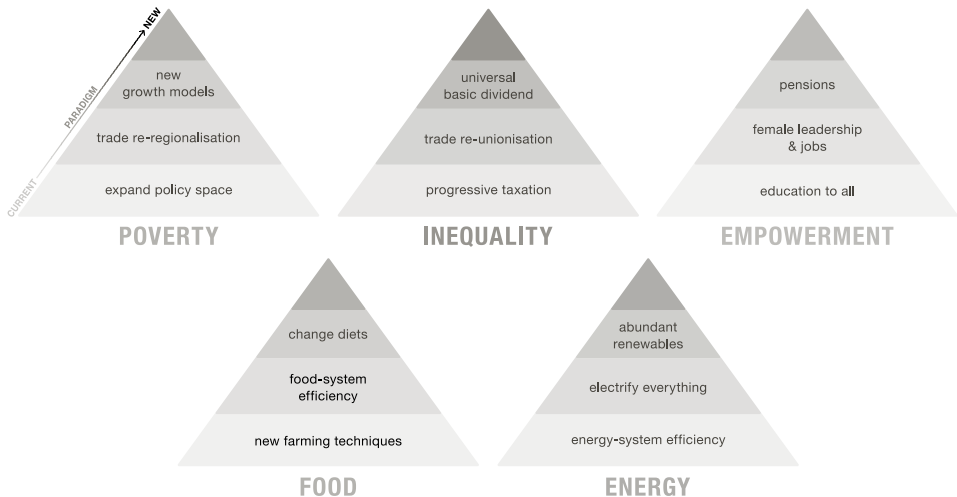 NEW
PARADIGM
CURRENT
new
growth models
trade re-regionalisation
expand policy space
POVERTY
universal
basic dividend
trade re-unionisation
progressive taxation
INEQUALITY
pensions
female leadership
& jobs
education to all
EMPOWERMENT
change diets
food-system
efficiency
new farming techniques
FOOD
abundant
renewables
electrify everything
energy-system efficiency
ENERGY